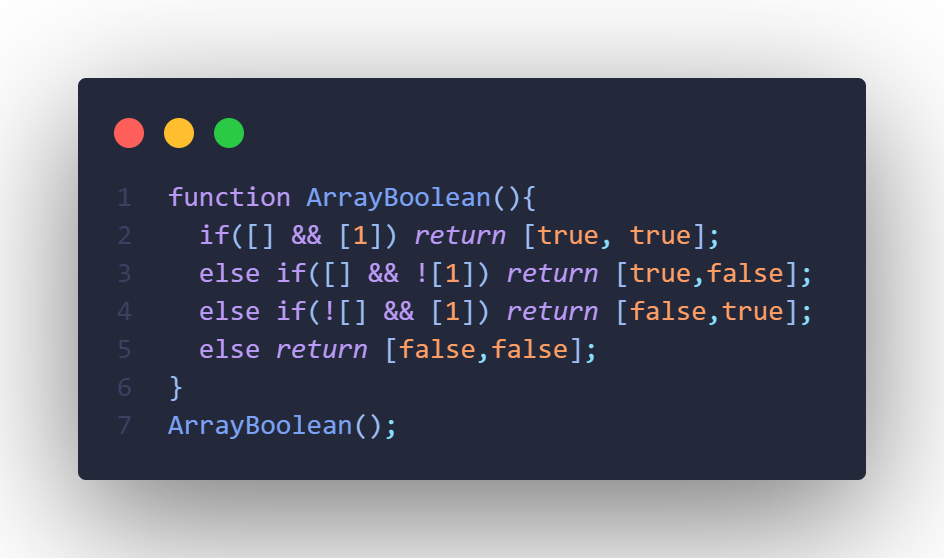 1 function ArrayBoolean(){
2   if([] && [1]) return [true, true];
3   else if([] && ![1]) return [true,false];
4   else if(![] && [1]) return [false,true];
5   else return [false,false];
6 }
7 ArrayBoolean();